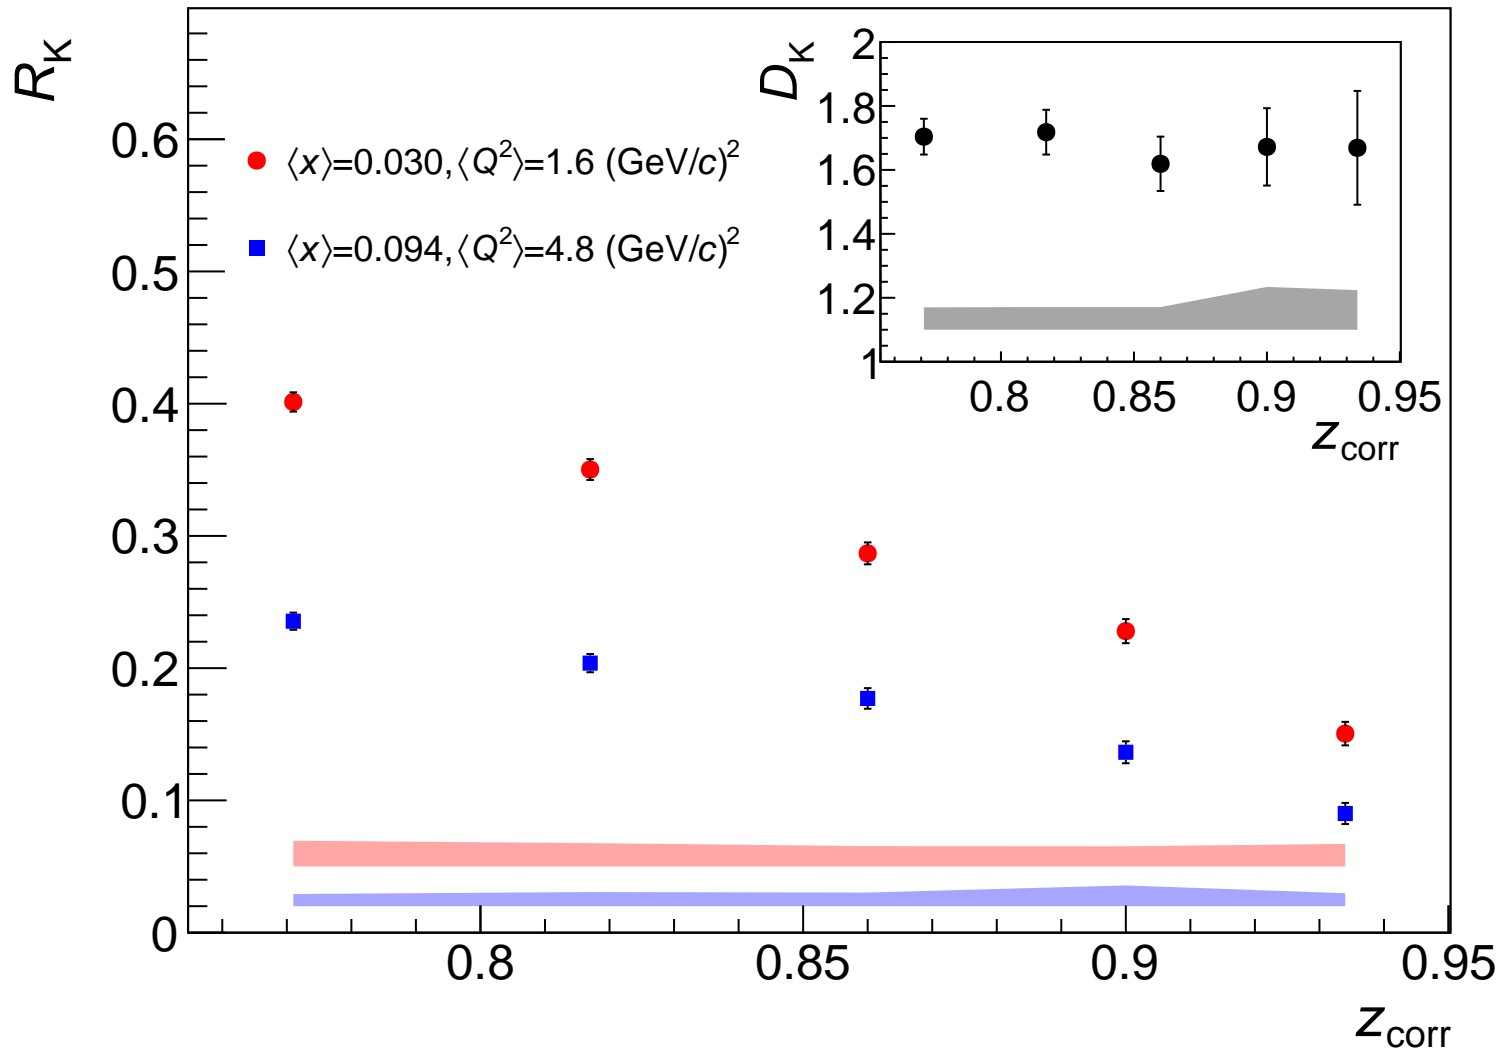 R_K
0.6
0.5
0.4
0.3
0.2
0.1
0
⟨x⟩=0.030,⟨Q²⟩=1.6 (GeV/c)²
⟨x⟩=0.094,⟨Q²⟩=4.8 (GeV/c)²
D_K
2
1.8
1.6
1.4
1.2
1
0.8 0.85 0.9 0.95
z_corr
0.8 0.85 0.9 0.95
z_corr